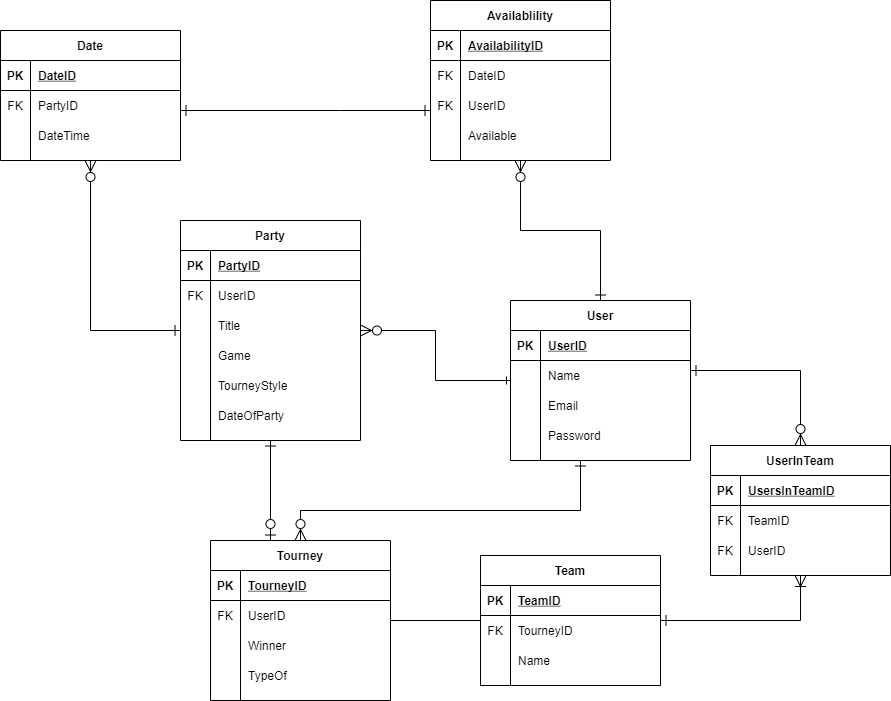 Availablility
PK AvailabilityID
FK DateID
FK UserID
Available
Date
PK DateID
FK PartyID
DateTime
Party
PK PartyID
FK UserID
Title
Game
TourneyStyle
DateOfParty
User
PK UserID
Name
Email
Password
UserInTeam
PK UsersInTeamID
FK TeamID
FK UserID
Tourney
PK TourneyID
FK UserID
Winner
TypeOf
Team
PK TeamID
FK TourneyID
Name